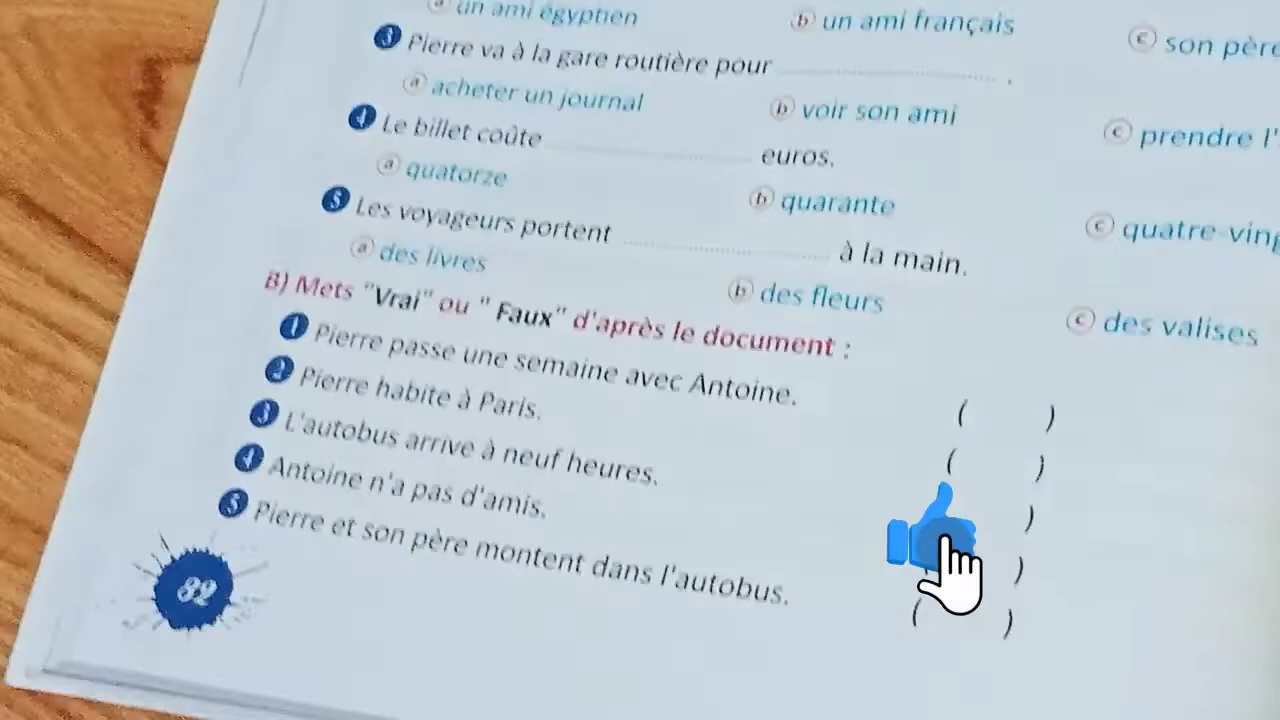 ⓐ un ami égyptien ⓑ un ami français ⓒ son père
3 Pierre va à la gare routière pour .................... .
ⓐ acheter un journal ⓑ voir son ami ⓒ prendre l'
4 Le billet coûte .................... euros.
ⓐ quatorze ⓑ quarante ⓒ quatre-ving
5 Les voyageurs portent .................... à la main.
ⓐ des livres ⓑ des fleurs ⓒ des valises
B) Mets "Vrai" ou " Faux" d'après le document :
1 Pierre passe une semaine avec Antoine. ( )
2 Pierre habite à Paris. ( )
3 L'autobus arrive à neuf heures. )
4 Antoine n'a pas d'amis. ( )
5 Pierre et son père montent dans l'autobus. ( )
82